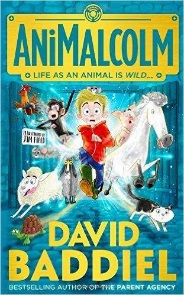 ANiMALCOLM
LIFE AS AN ANIMAL IS WILD...
DAVID
BADDIEL
BESTSELLING AUTHOR OF THE PARENT AGENCY